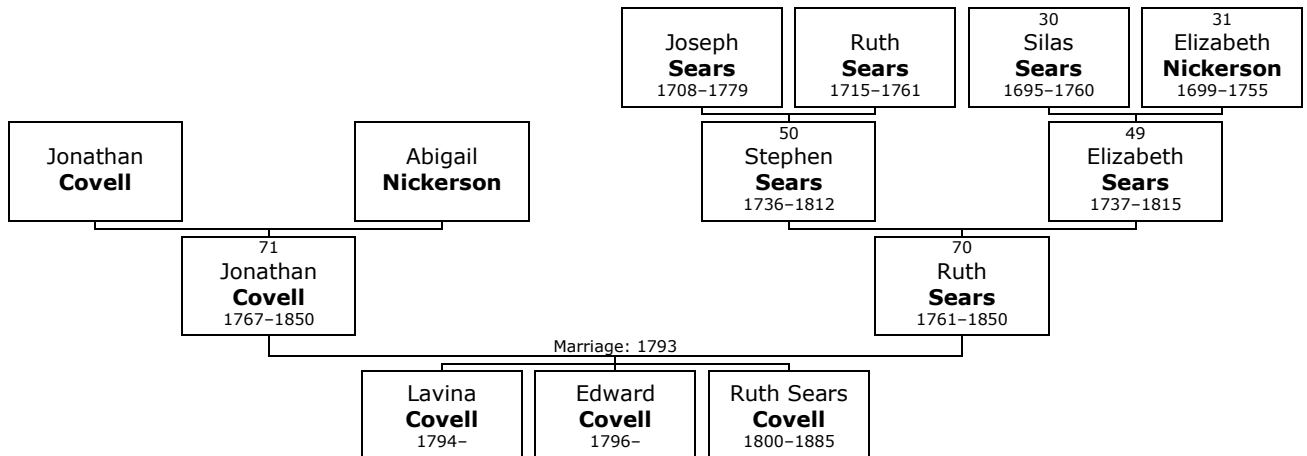 Joseph
Sears
1708–1779
Ruth
Sears
1715–1761
30
Silas
Sears
1695–1760
31
Elizabeth
Nickerson
1699–1755
Jonathan
Covell
Abigail
Nickerson
50
Stephen
Sears
1736–1812
49
Elizabeth
Sears
1737–1815
71
Jonathan
Covell
1767–1850
70
Ruth
Sears
1761–1850
Marriage: 1793
Lavina
Covell
1794–
Edward
Covell
1796–
Ruth Sears
Covell
1800–1885